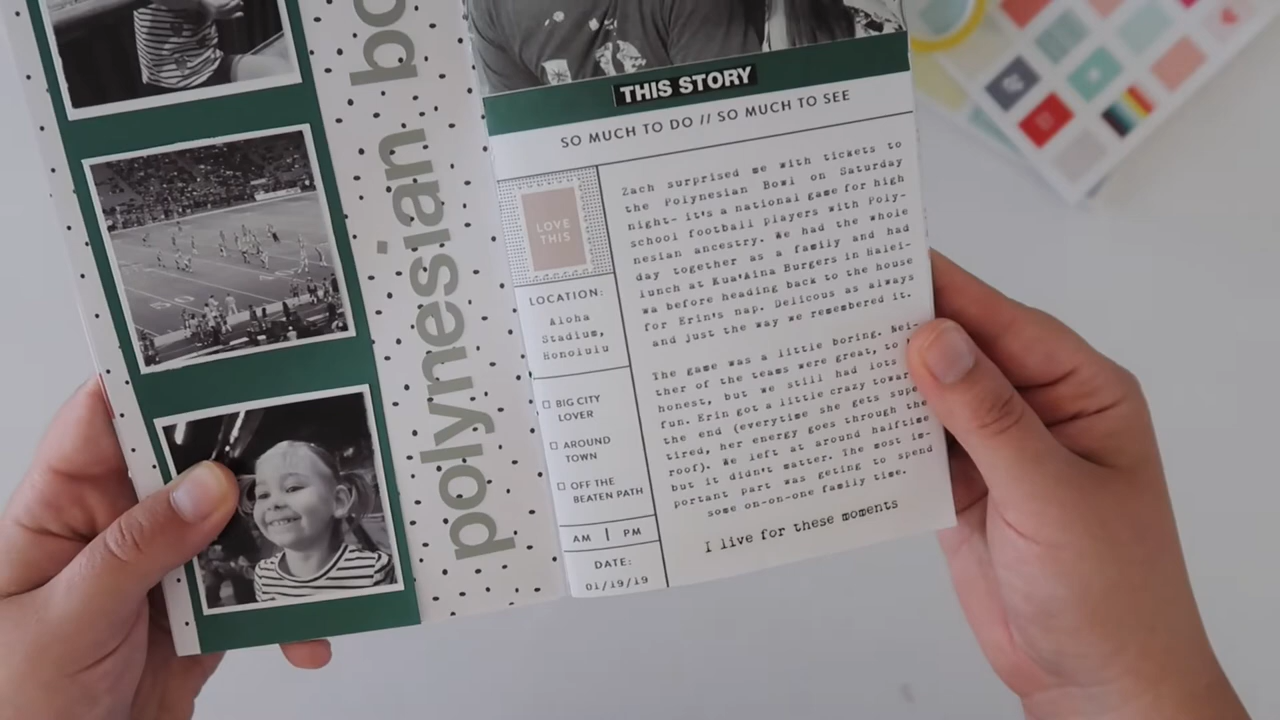 polynesian bo
THIS STORY
SO MUCH TO DO // SO MUCH TO SEE
LOVE
THIS
LOCATION:
Aloha
Stadium,
Honolulu
BIG CITY
LOVER
AROUND
TOWN
OFF THE
BEATEN PATH
AM | PM
DATE:
01/19/19
Zach surprised me with tickets to
the Polynesian Bowl on Saturday
night- it's a national game for high
school football players with Poly-
nesian ancestry. We had the whole
day together as a family and had
lunch at Kua'Aina Burgers in Halei-
wa before heading back to the house
for Erin's nap. Delicous as always
and just the way we remembered it.
The game was a little boring. Nei-
ther of the teams were great, to
honest, but we still had lots
fun. Erin got a little crazy towar
the end (everytime she gets supe
tired, her energy goes through the
roof). We left at around halftime
but it didn't matter. The most im-
portant part was geting to spend
some on-on-one family time.
I live for these moments